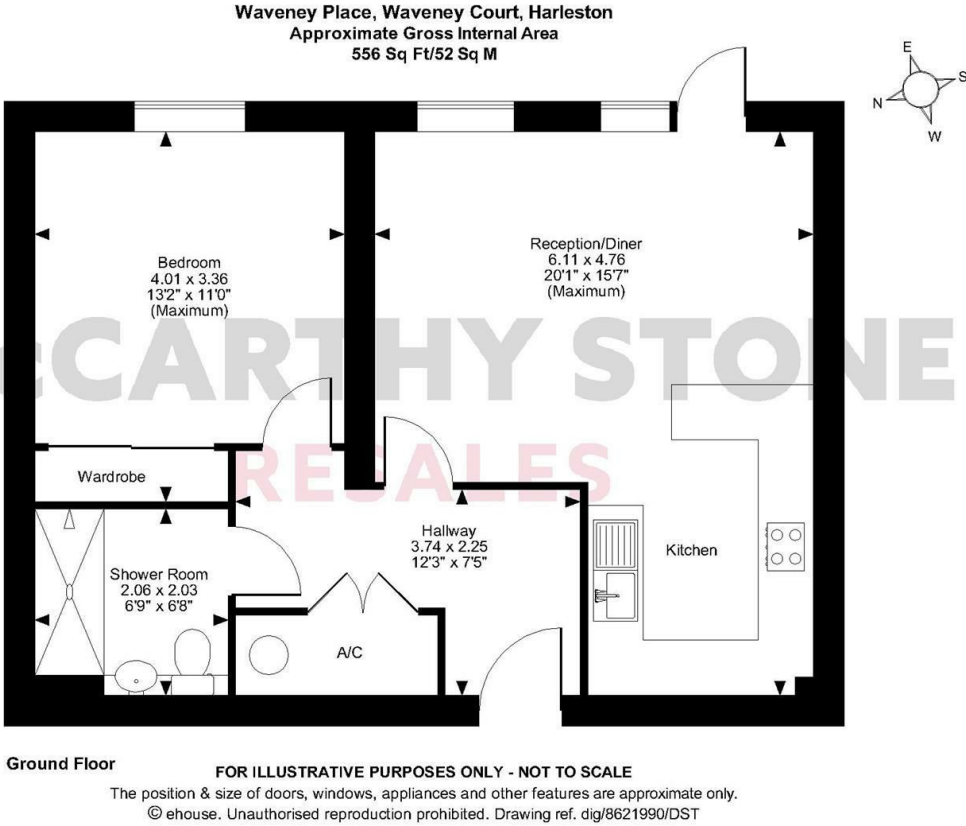 Waveney Place, Waveney Court, Harleston
Approximate Gross Internal Area
556 Sq Ft/52 Sq M
E
S
N
W
Reception/Diner
6.11 x 4.76
20'1" x 15'7"
(Maximum)
Bedroom
4.01 x 3.36
13'2" x 11'0"
(Maximum)
cCARTHY STONE
RESALES
Wardrobe
Hallway
3.74 x 2.25
12'3" x 7'5"
Kitchen
Shower Room
2.06 x 2.03
6'9" x 6'8"
A/C
Ground Floor
FOR ILLUSTRATIVE PURPOSES ONLY - NOT TO SCALE
The position & size of doors, windows, appliances and other features are approximate only.
© ehouse. Unauthorised reproduction prohibited. Drawing ref. dig/8621990/DST